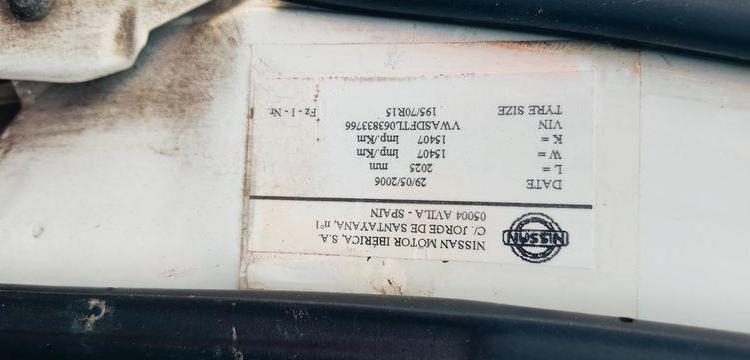 NISSAN
NISSAN MOTOR IBÉRICA, S.A.
C/. JORGE DE SANTAYANA, nº1
05004 AVILA - SPAIN
DATE 29/05/2006
L = 2025 mm
W = 15407 Imp./Km
K = 15407 Imp./Km
VIN VWASDFTL063833766
TYRE SIZE 195/70R15 Fz - I - Nr.